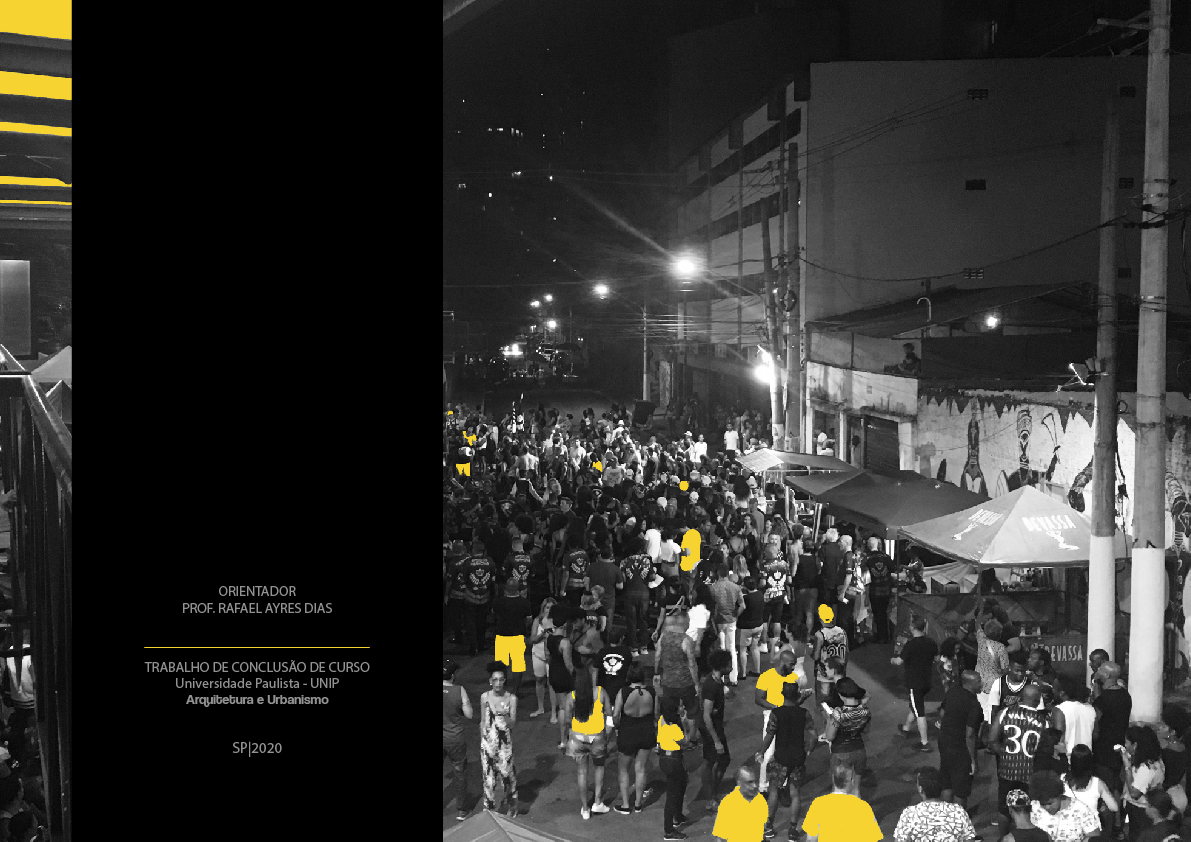 ORIENTADOR
PROF. RAFAEL AYRES DIAS
TRABALHO DE CONCLUSÃO DE CURSO
Universidade Paulista - UNIP
Arquitetura e Urbanismo
SP|2020
DEVASSA
DEVASSA
30